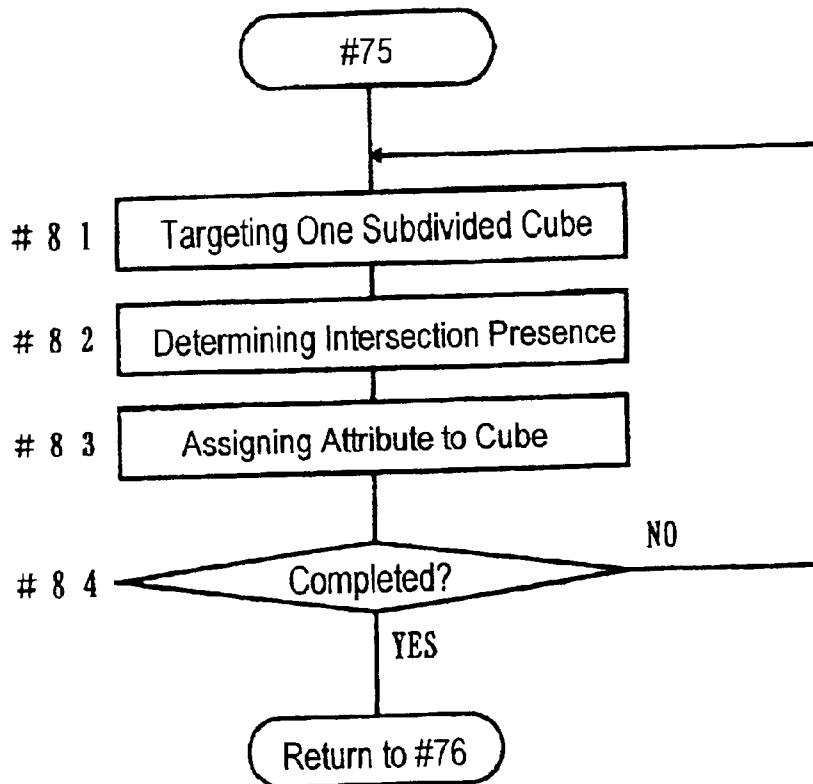 #75
# 8 1 Targeting One Subdivided Cube
# 8 2 Determining Intersection Presence
# 8 3 Assigning Attribute to Cube
NO
# 8 4 Completed?
YES
Return to #76